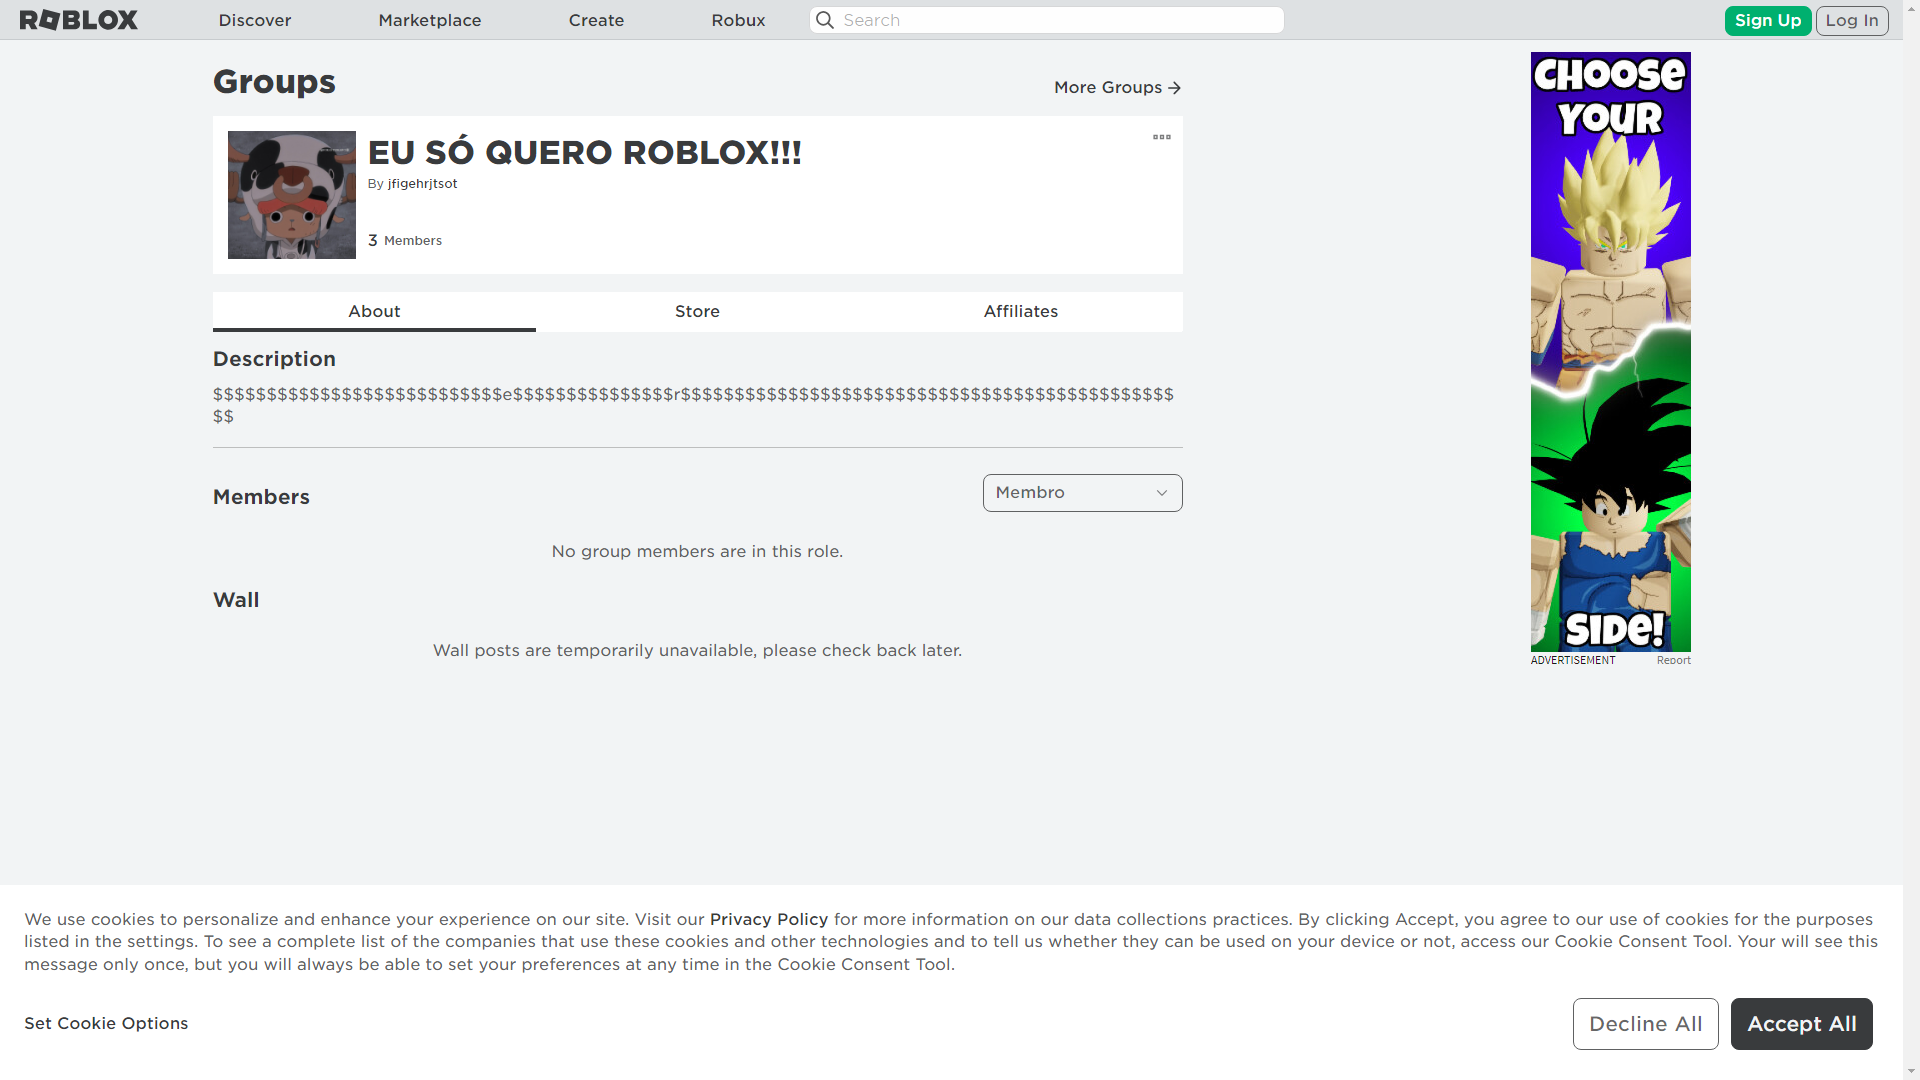 ROBLOX
Discover
Marketplace
Create
Robux
Search
Sign Up
Log In
Groups
More Groups
EU SÓ QUERO ROBLOX!!!
By jfigehrjtsot
3 Members
About
Store
Affiliates
Description
$$$$$$$$$$$$$$$$$$$$$$$$$$$e$$$$$$$$$$$$$$$r$$$$$$$$$$$$$$$$$$$$$$$$$$$$$$$$$$$$$$$$$$$$$$
$$
Members
Membro
No group members are in this role.
Wall
Wall posts are temporarily unavailable, please check back later.
CHOOSE
YOUR
SIDE!
ADVERTISEMENT
Report
We use cookies to personalize and enhance your experience on our site. Visit our Privacy Policy for more information on our data collections practices. By clicking Accept, you agree to our use of cookies for the purposes
listed in the settings. To see a complete list of the companies that use these cookies and other technologies and to tell us whether they can be used on your device or not, access our Cookie Consent Tool. Your will see this
message only once, but you will always be able to set your preferences at any time in the Cookie Consent Tool.
Set Cookie Options
Decline All
Accept All